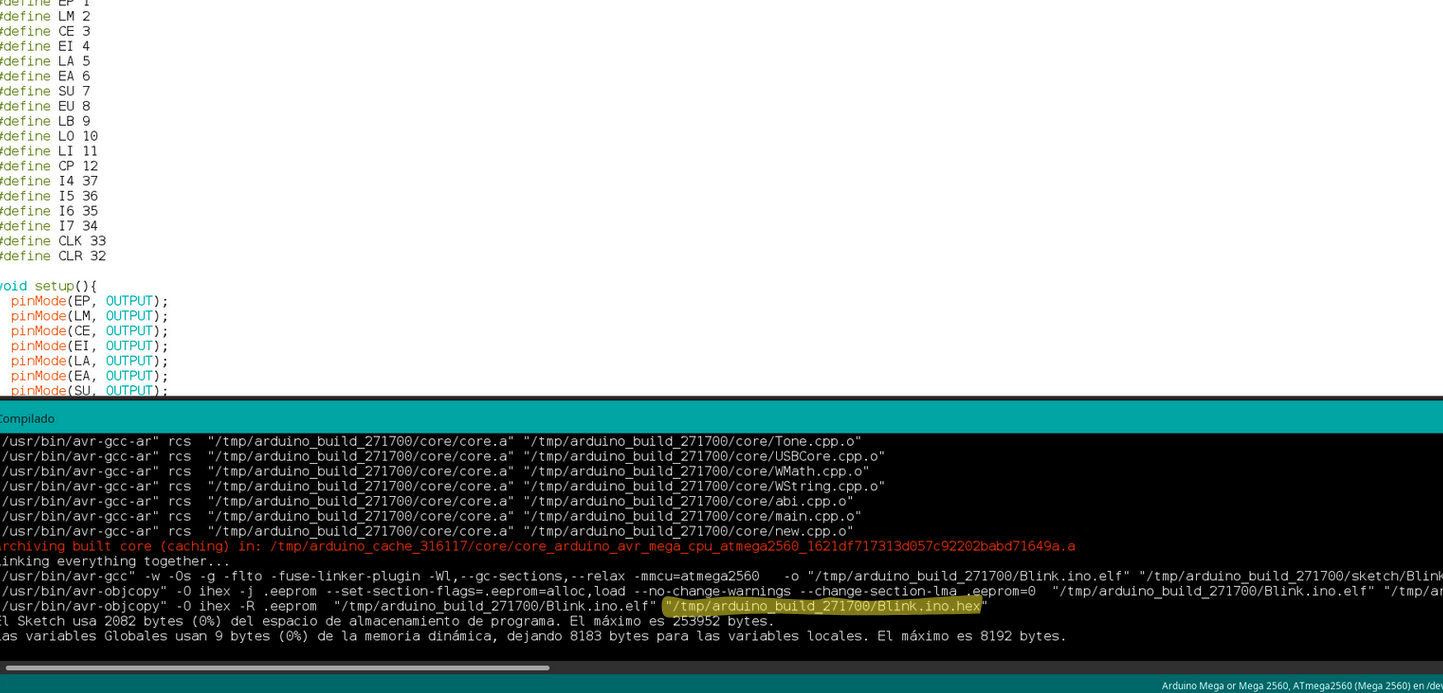 #define EP 1
#define LM 2
#define CE 3
#define EI 4
#define LA 5
#define EA 6
#define SU 7
#define EU 8
#define LB 9
#define LO 10
#define LI 11
#define CP 12
#define I4 37
#define I5 36
#define I6 35
#define I7 34
#define CLK 33
#define CLR 32
void setup(){
pinMode(EP, OUTPUT);
pinMode(LM, OUTPUT);
pinMode(CE, OUTPUT);
pinMode(EI, OUTPUT);
pinMode(LA, OUTPUT);
pinMode(EA, OUTPUT);
pinMode(SU, OUTPUT);
Compilado
/usr/bin/avr-gcc-ar" rcs "/tmp/arduino_build_271700/core/core.a" "/tmp/arduino_build_271700/core/Tone.cpp.o"
/usr/bin/avr-gcc-ar" rcs "/tmp/arduino_build_271700/core/core.a" "/tmp/arduino_build_271700/core/USBCore.cpp.o"
/usr/bin/avr-gcc-ar" rcs "/tmp/arduino_build_271700/core/core.a" "/tmp/arduino_build_271700/core/WMath.cpp.o"
/usr/bin/avr-gcc-ar" rcs "/tmp/arduino_build_271700/core/core.a" "/tmp/arduino_build_271700/core/WString.cpp.o"
/usr/bin/avr-gcc-ar" rcs "/tmp/arduino_build_271700/core/core.a" "/tmp/arduino_build_271700/core/abi.cpp.o"
/usr/bin/avr-gcc-ar" rcs "/tmp/arduino_build_271700/core/core.a" "/tmp/arduino_build_271700/core/main.cpp.o"
/usr/bin/avr-gcc-ar" rcs "/tmp/arduino_build_271700/core/core.a" "/tmp/arduino_build_271700/core/new.cpp.o"
Archiving built core (caching) in: /tmp/arduino_cache_316117/core/core_arduino_avr_mega_cpu_atmega2560_1621df717313d057c92202babd71649a.a
Linking everything together...
/usr/bin/avr-gcc" -w -Os -g -flto -fuse-linker-plugin -Wl,--gc-sections,--relax -mmcu=atmega2560 -o "/tmp/arduino_build_271700/Blink.ino.elf" "/tmp/arduino_build_271700/sketch/Blink
/usr/bin/avr-objcopy" -O ihex -j .eeprom --set-section-flags=.eeprom=alloc,load --no-change-warnings --change-section-lma .eeprom=0 "/tmp/arduino_build_271700/Blink.ino.elf" "/tmp/ar
/usr/bin/avr-objcopy" -O ihex -R .eeprom "/tmp/arduino_build_271700/Blink.ino.elf" "/tmp/arduino_build_271700/Blink.ino.hex"
El Sketch usa 2082 bytes (0%) del espacio de almacenamiento de programa. El máximo es 253952 bytes.
Las variables Globales usan 9 bytes (0%) de la memoria dinámica, dejando 8183 bytes para las variables locales. El máximo es 8192 bytes.
Arduino Mega or Mega 2560, ATmega2560 (Mega 2560) en /dev